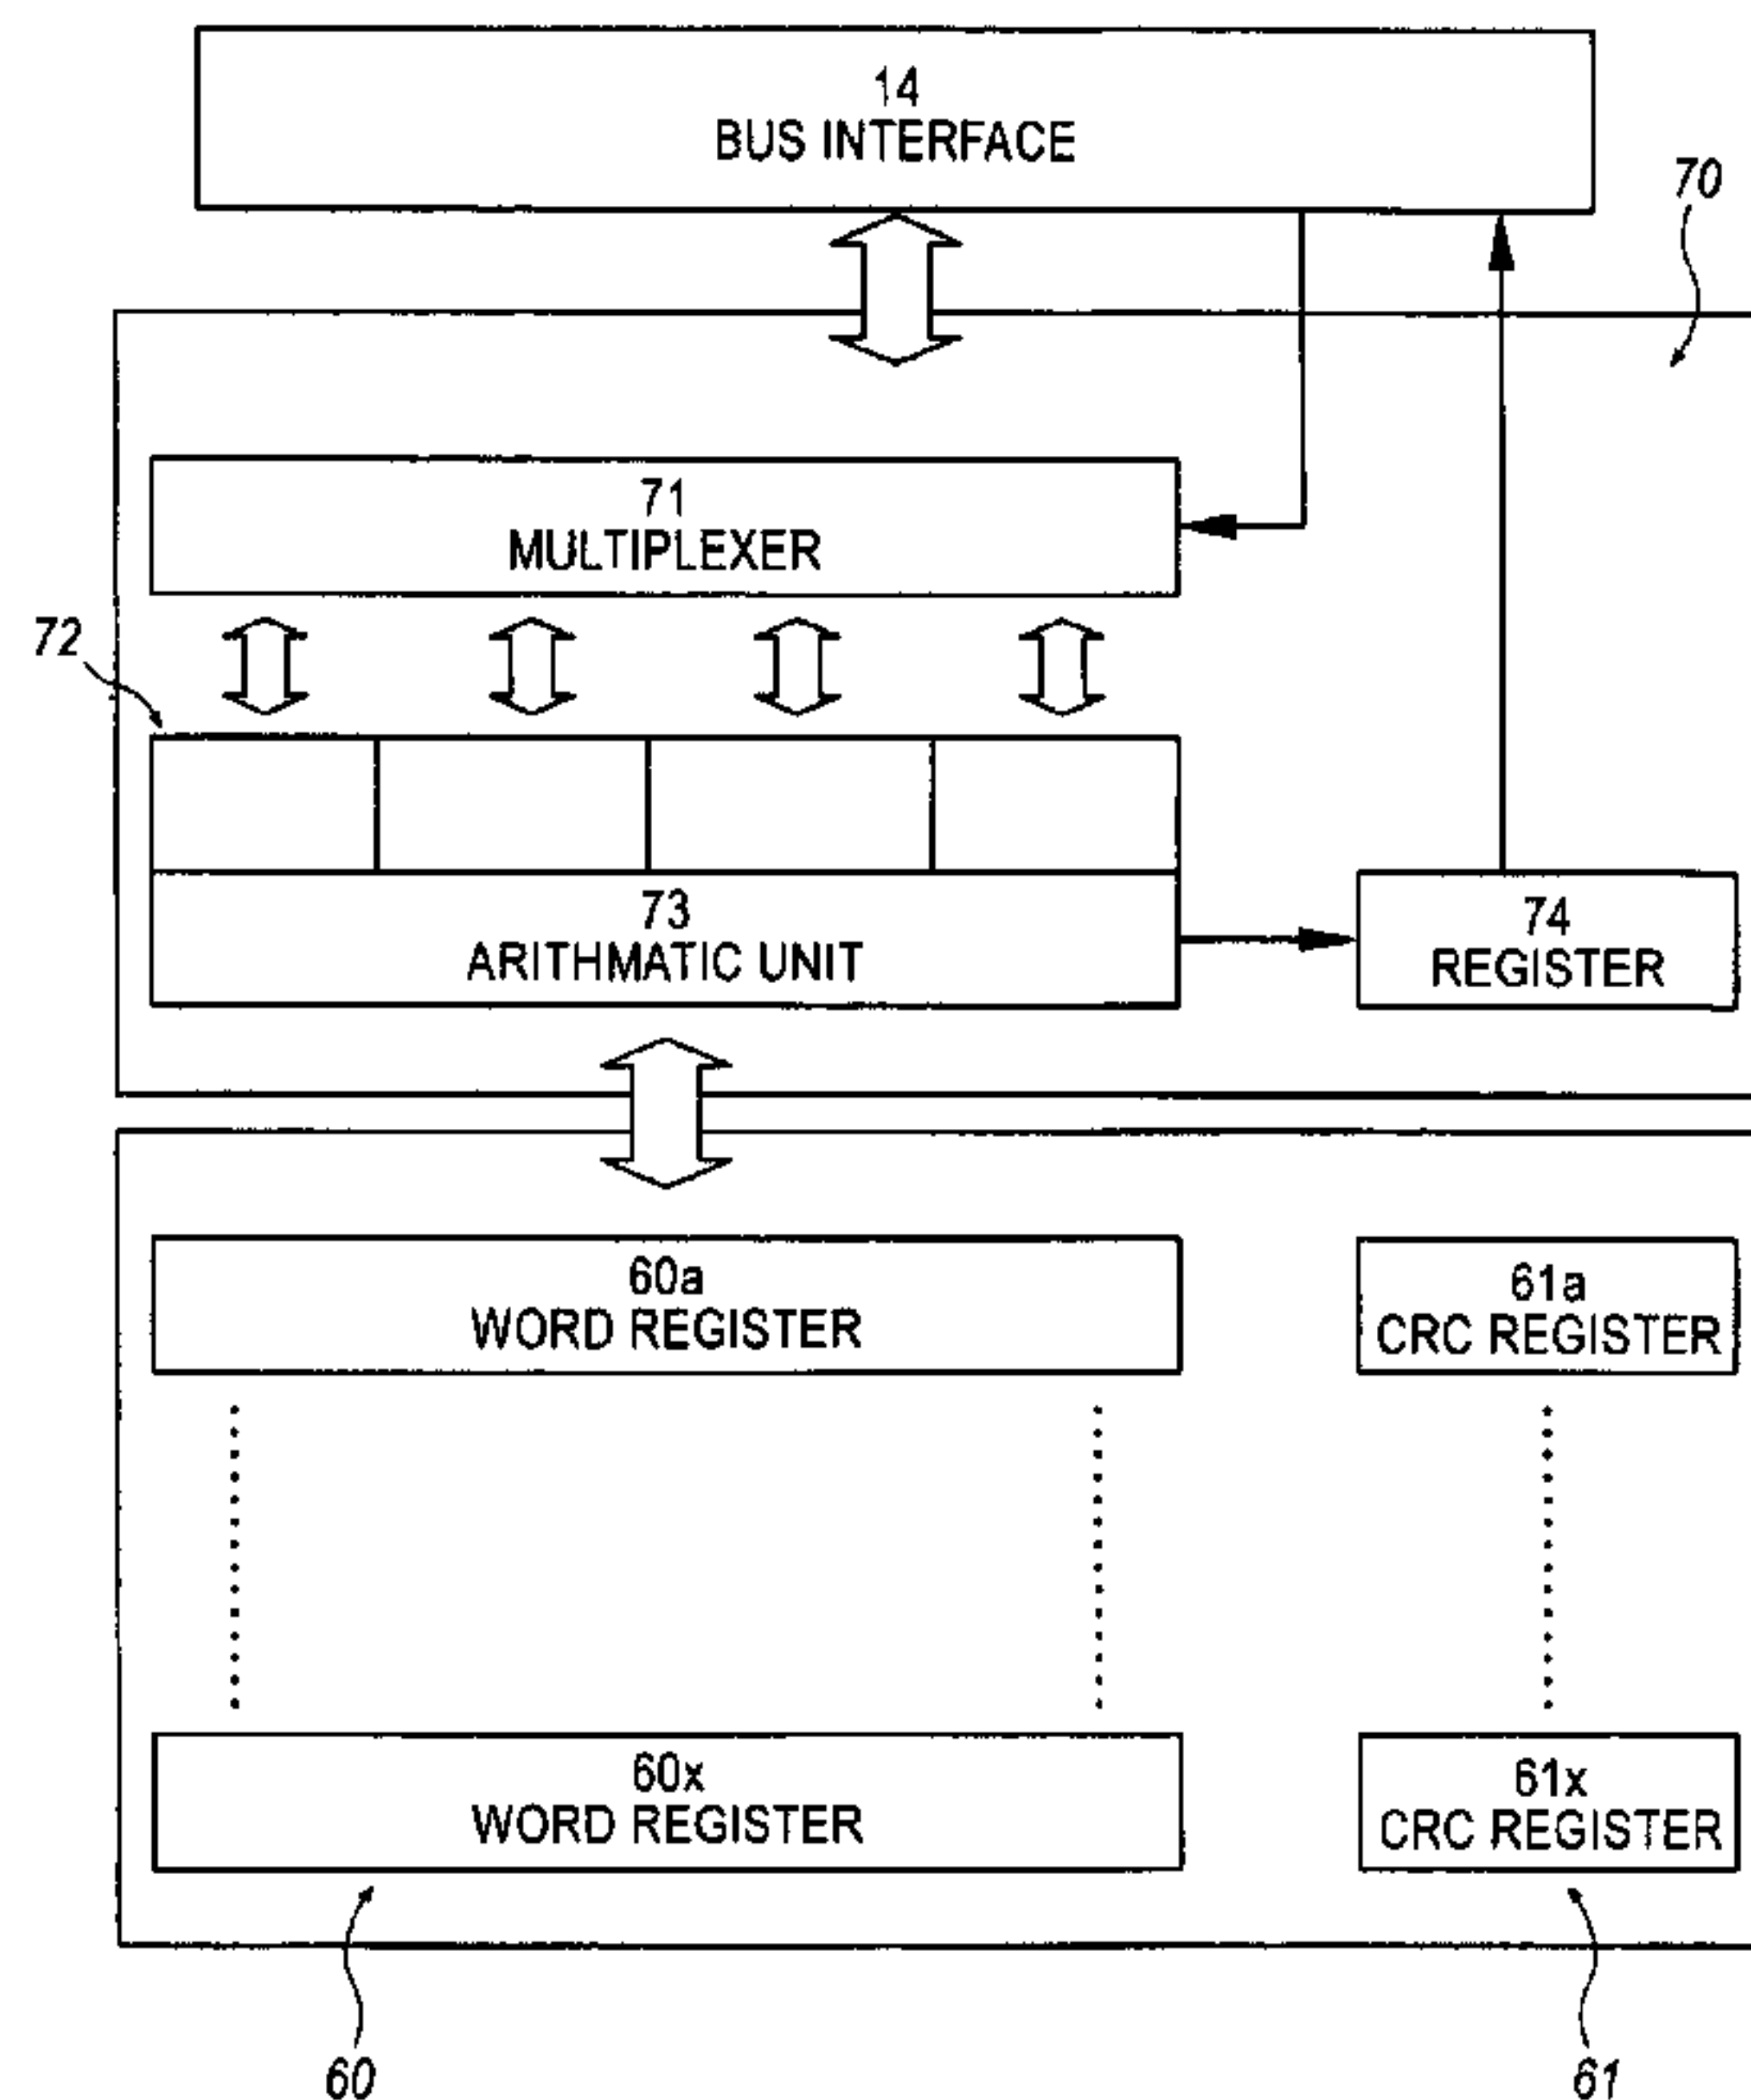 14
BUS INTERFACE
70
71
MULTIPLEXER
72
73
ARITHMATIC UNIT
74
REGISTER
60a
WORD REGISTER
61a
CRC REGISTER
60x
WORD REGISTER
61x
CRC REGISTER
60
61